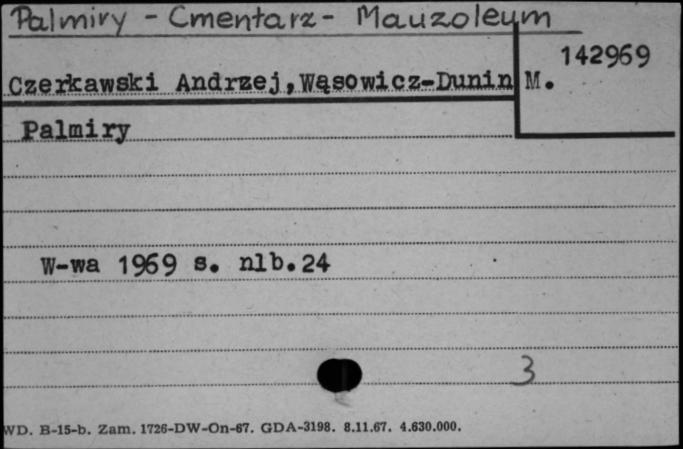 Palmiry - Cmentarz - Mauzoleum
142969
Czerkawski Andrzej,Wąsowicz-Dunin M.
Palmiry
W-wa 1969 s. nlb.24
3
WD. B-15-b. Zam. 1726-DW-On-67. GDA-3198. 8.11.67. 4.630.000.